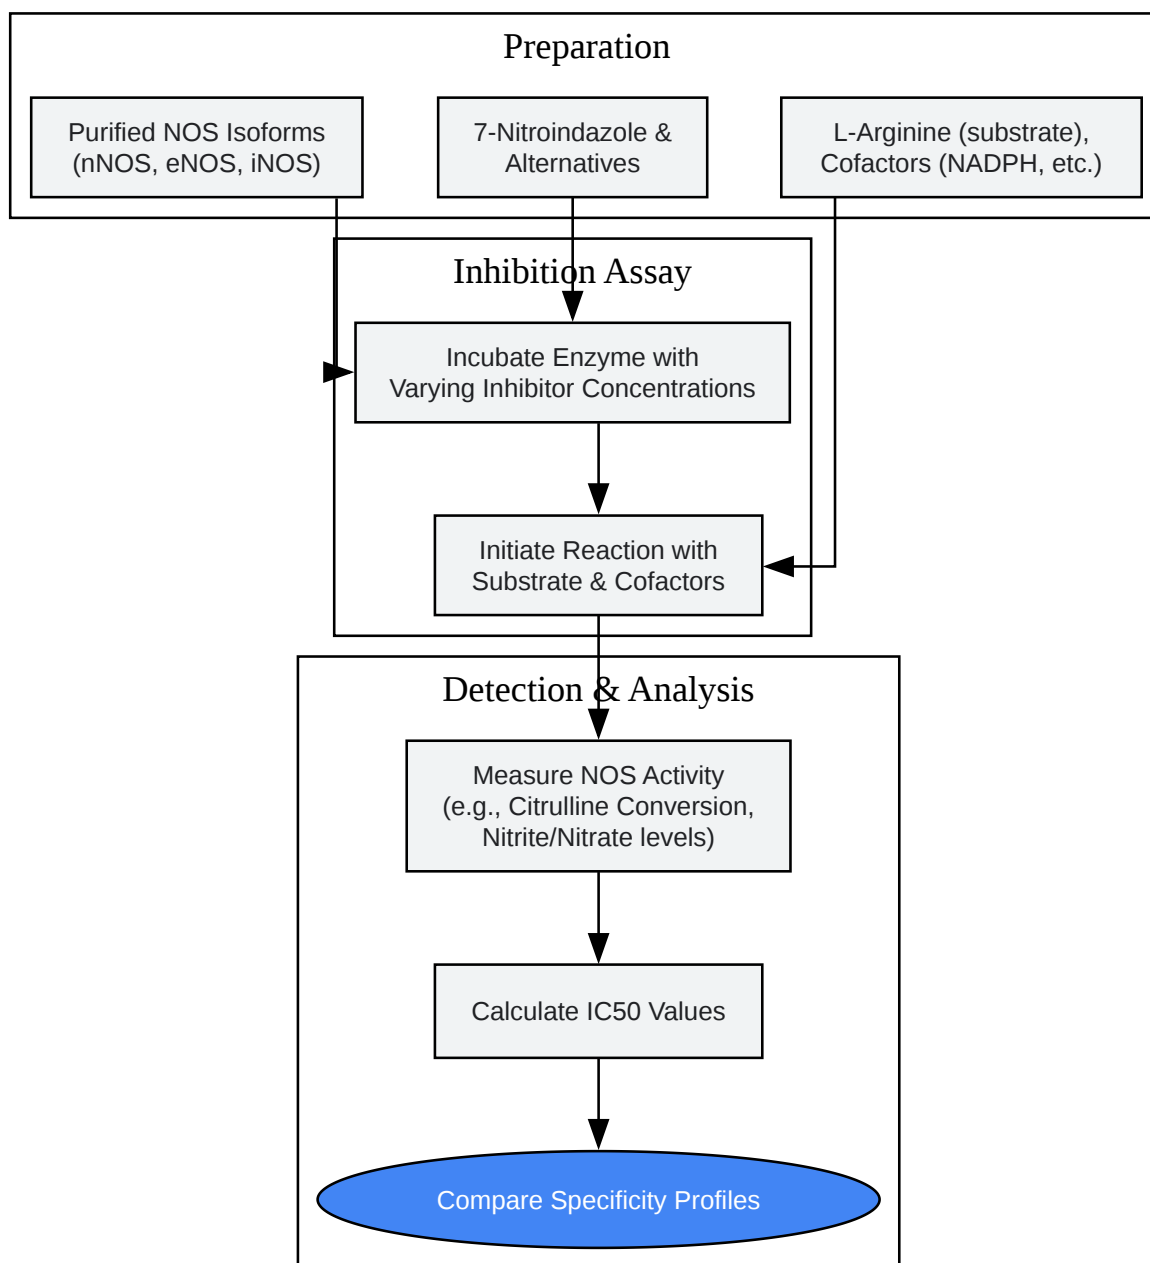 Preparation
Purified NOS Isoforms
(nNOS, eNOS, iNOS)
7-Nitroindazole &
Alternatives
L-Arginine (substrate),
Cofactors (NADPH, etc.)
Inhibition Assay
Incubate Enzyme with
Varying Inhibitor Concentrations
Initiate Reaction with
Substrate & Cofactors
Detection & Analysis
Measure NOS Activity
(e.g., Citrulline Conversion,
Nitrite/Nitrate levels)
Calculate IC50 Values
Compare Specificity Profiles